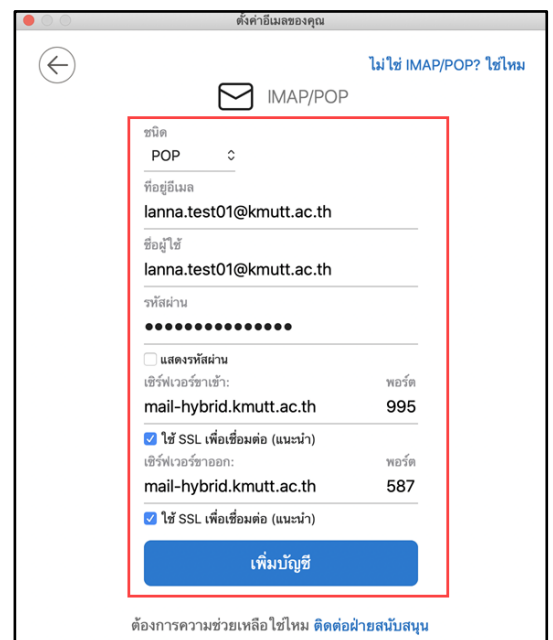 ตั้งค่าอีเมลของคุณ
ไม่ใช่ IMAP/POP? ใช่ไหม
IMAP/POP
ชนิด
POP
ที่อยู่อีเมล
lanna.test01@kmutt.ac.th
ชื่อผู้ใช้
lanna.test01@kmutt.ac.th
รหัสผ่าน
●●●●●●●●●●●●●●●
แสดงรหัสผ่าน
เซิร์ฟเวอร์ขาเข้า: พอร์ต
mail-hybrid.kmutt.ac.th 995
ใช้ SSL เพื่อเชื่อมต่อ (แนะนำ)
เซิร์ฟเวอร์ขาออก: พอร์ต
mail-hybrid.kmutt.ac.th 587
ใช้ SSL เพื่อเชื่อมต่อ (แนะนำ)
เพิ่มบัญชี
ต้องการความช่วยเหลือใช่ไหม ติดต่อฝ่ายสนับสนุน